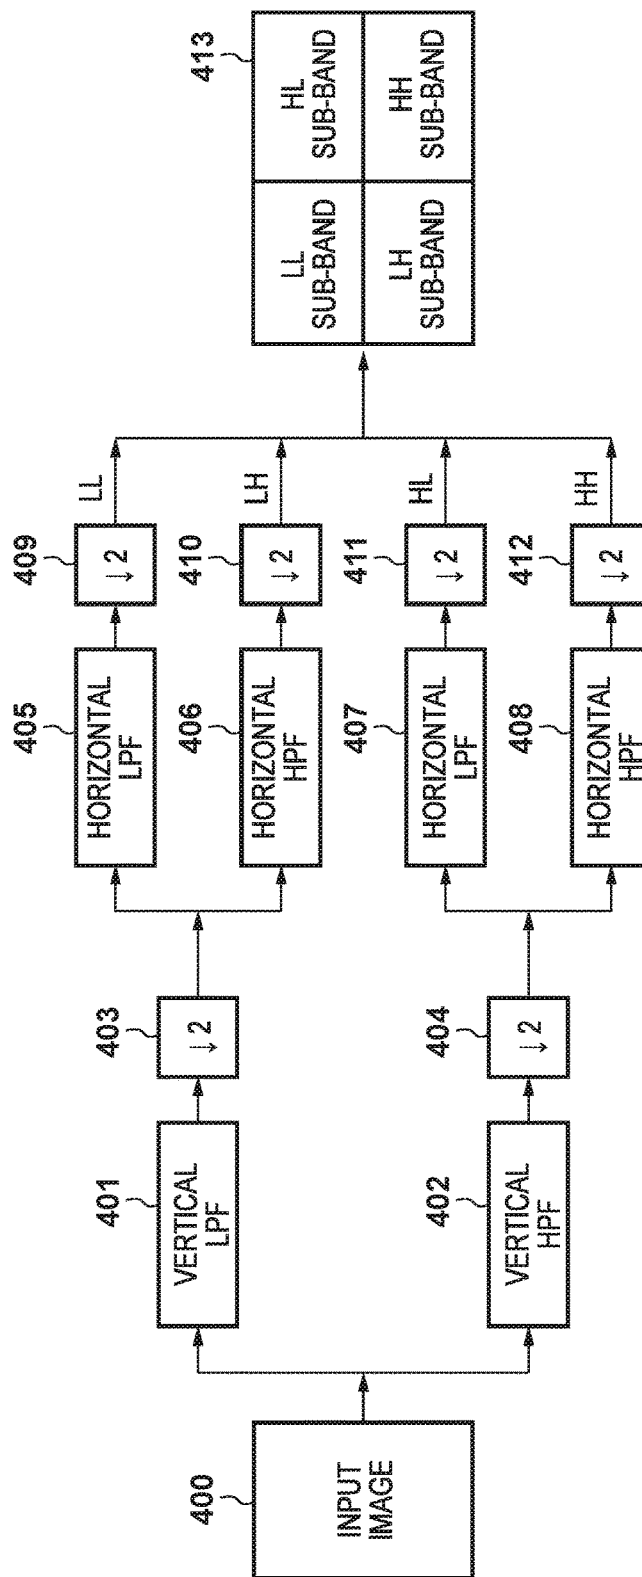 400
INPUT
IMAGE
401
VERTICAL
LPF
402
VERTICAL
HPF
403
↓2
404
↓2
405
HORIZONTAL
LPF
406
HORIZONTAL
HPF
407
HORIZONTAL
LPF
408
HORIZONTAL
HPF
409
↓2
LL
410
↓2
LH
411
↓2
HL
412
↓2
HH
413
LL
SUB-BAND
HL
SUB-BAND
LH
SUB-BAND
HH
SUB-BAND